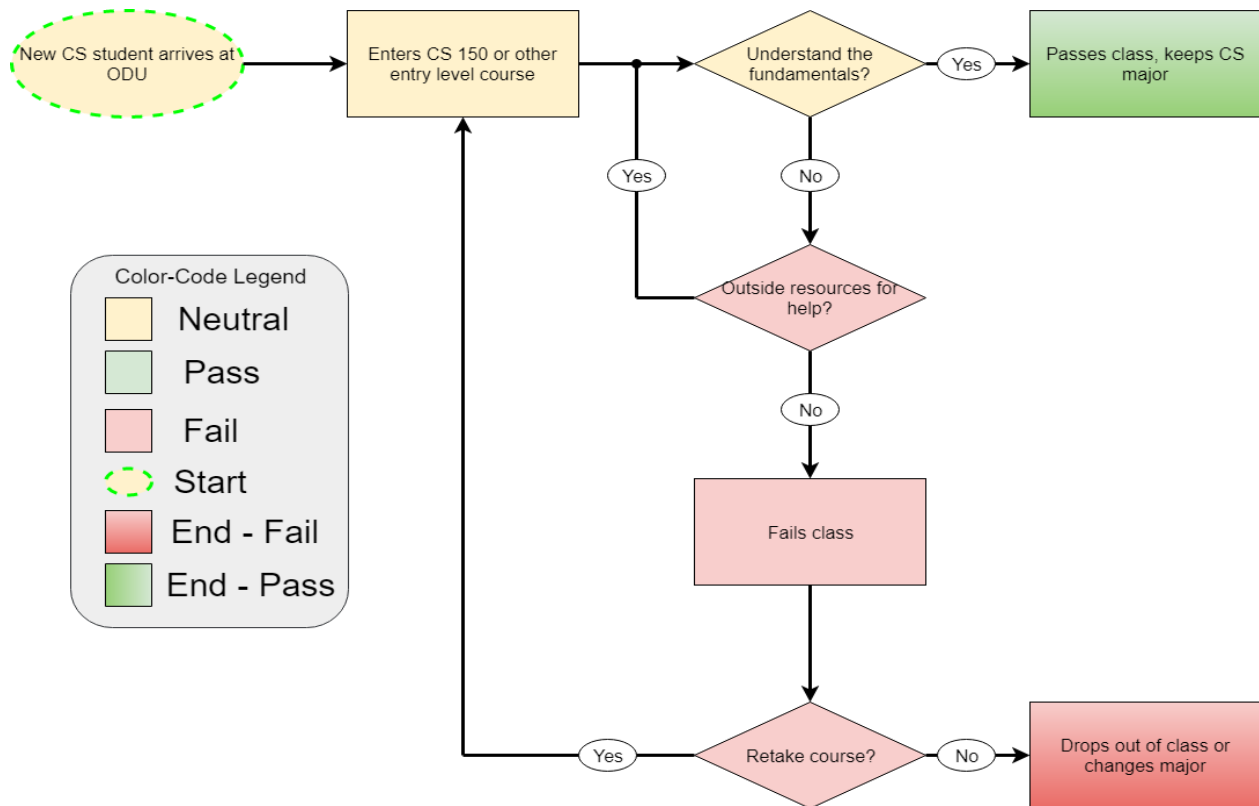 New CS student arrives at
ODU
Enters CS 150 or other
entry level course
Understand the
fundamentals?
Yes
Passes class, keeps CS
major
Yes
No
Outside resources for
help?
Color-Code Legend
Neutral
Pass
Fail
Start
End - Fail
End - Pass
No
Fails class
Yes
Retake course?
No
Drops out of class or
changes major